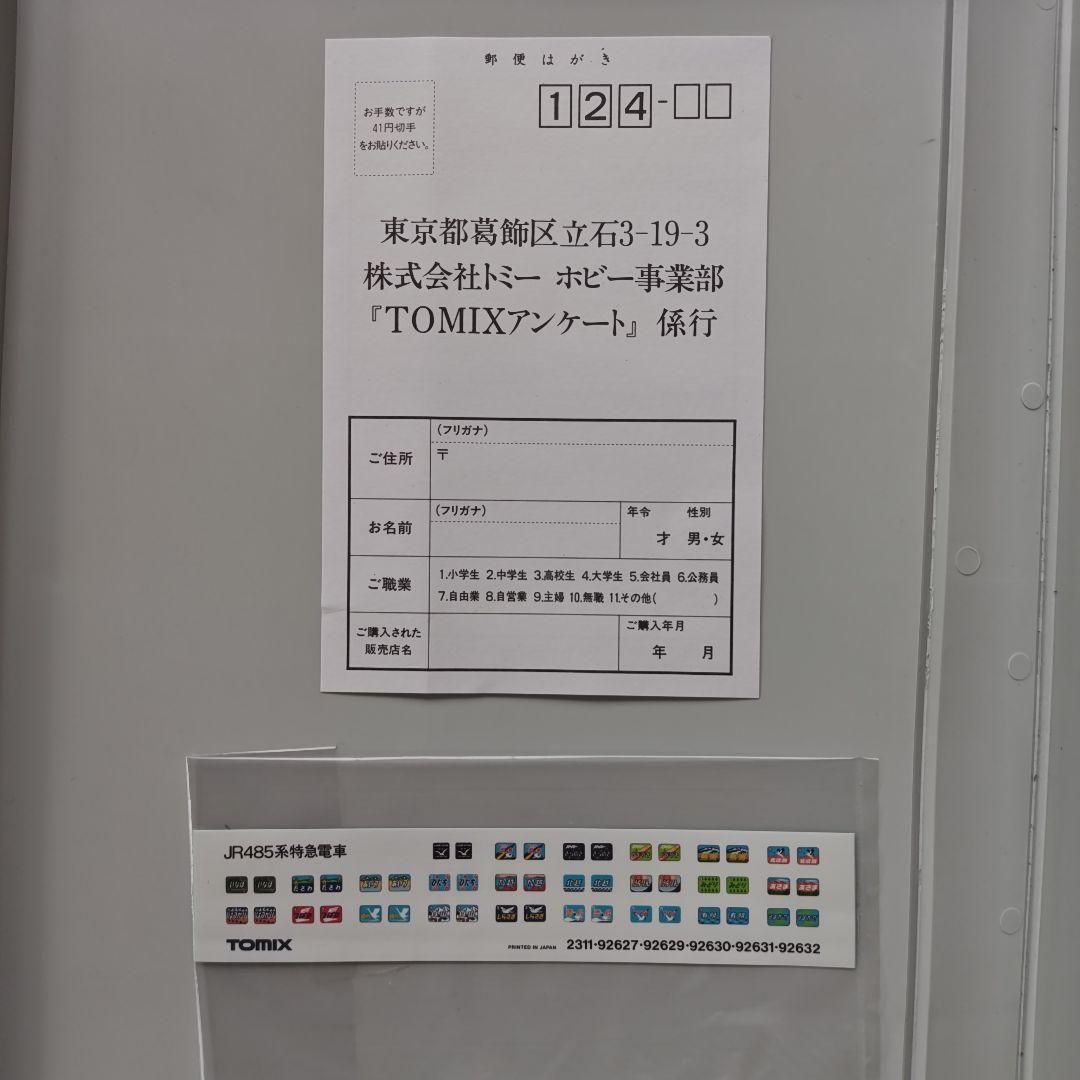 郵便はがき
お手数ですが
41円切手
をお貼りください。
124-
東京都葛飾区立石3-19-3
株式会社トミー ホビー事業部
『TOMIXアンケート』係行
ご住所
(フリガナ)
〒
お名前
(フリガナ)
年令 性別
才 男・女
ご職業
1.小学生 2.中学生 3.高校生 4.大学生 5.会社員 6.公務員
7.自由業 8.自営業 9.主婦 10.無職 11.その他( )
ご購入された
販売店名
ご購入年月
年 月
JR485系特急電車
TOMIX
PRINTED IN JAPAN 2311・92627・92629・92630・92631・92632